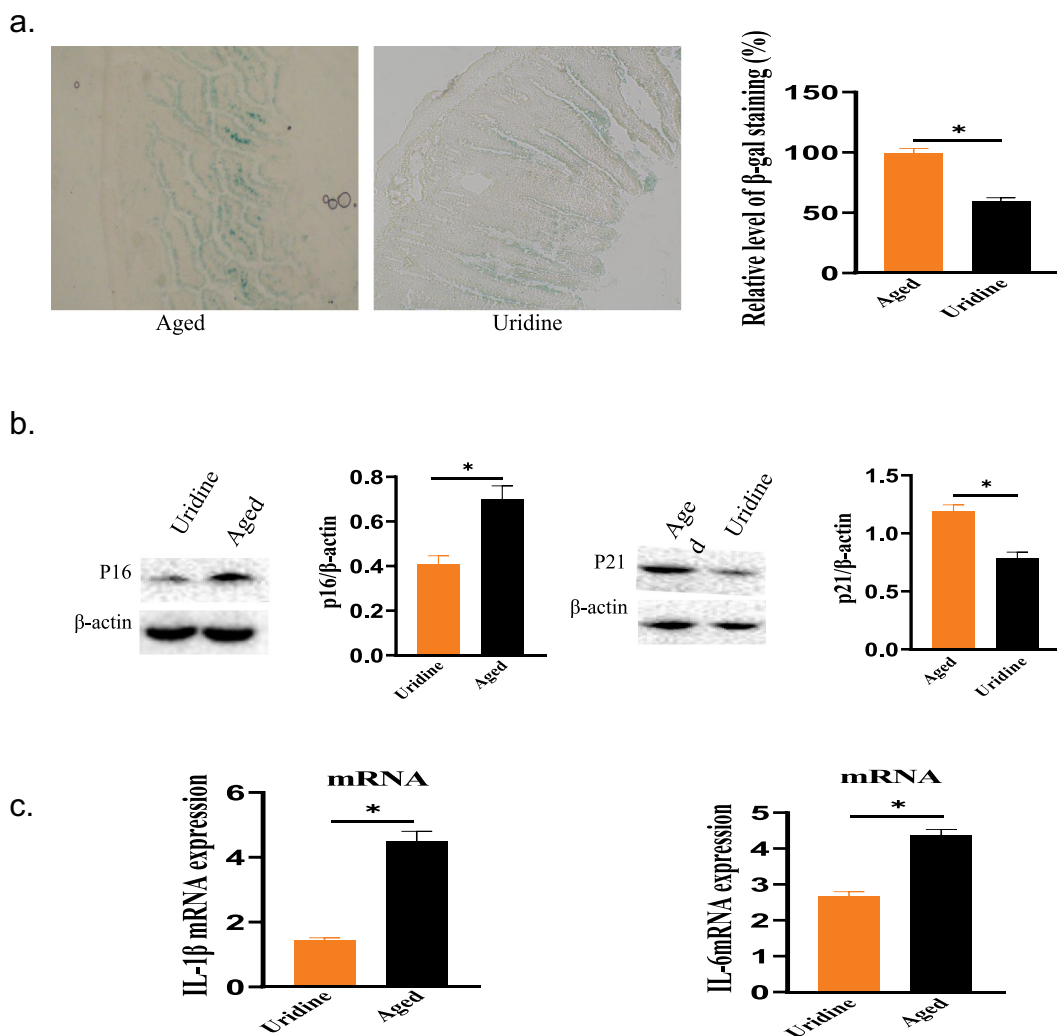 a.
Aged
Uridine
Relative level of β-gal staining (%)
150
100
50
0
*
Aged
Uridine
b.
Uridine
Aged
P16
β-actin
p16/β-actin
0.8
0.6
0.4
0.2
0.0
*
Uridine
Aged
Age
d
Uridine
P21
β-actin
p21/β-actin
1.5
1.0
0.5
0.0
*
Aged
Uridine
c.
mRNA
IL-1β mRNA expression
6
4
2
0
*
Uridine
Aged
mRNA
IL-6mRNA expression
5
4
3
2
1
0
*
Uridine
Aged